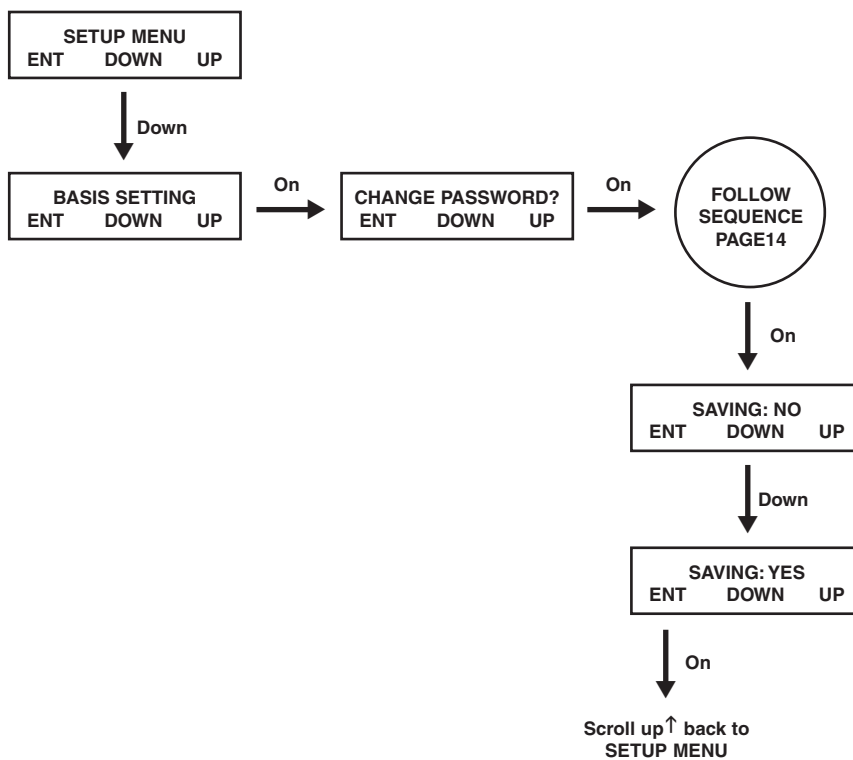 SETUP MENU
ENT DOWN UP
Down
BASIS SETTING
ENT DOWN UP
On
CHANGE PASSWORD?
ENT DOWN UP
On
FOLLOW
SEQUENCE
PAGE14
On
SAVING: NO
ENT DOWN UP
Down
SAVING: YES
ENT DOWN UP
On
Scroll up↑ back to
SETUP MENU